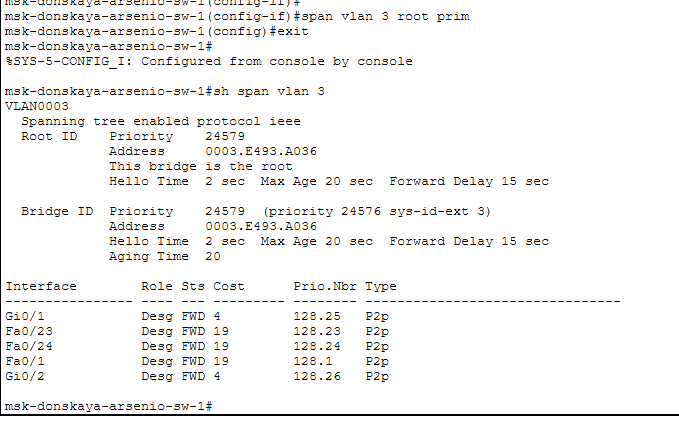 msk-donskaya-arsenio-sw-1(config-if)#
msk-donskaya-arsenio-sw-1(config-if)#span vlan 3 root prim
msk-donskaya-arsenio-sw-1(config)#exit
msk-donskaya-arsenio-sw-1#
%SYS-5-CONFIG_I: Configured from console by console
msk-donskaya-arsenio-sw-1#sh span vlan 3
VLAN0003
Spanning tree enabled protocol ieee
Root ID Priority 24579
Address 0003.E493.A036
This bridge is the root
Hello Time 2 sec Max Age 20 sec Forward Delay 15 sec
Bridge ID Priority 24579 (priority 24576 sys-id-ext 3)
Address 0003.E493.A036
Hello Time 2 sec Max Age 20 sec Forward Delay 15 sec
Aging Time 20
Interface Role Sts Cost Prio.Nbr Type
---------------- ---- --- --------- -------- --------------------------------
Gi0/1 Desg FWD 4 128.25 P2p
Fa0/23 Desg FWD 19 128.23 P2p
Fa0/24 Desg FWD 19 128.24 P2p
Fa0/1 Desg FWD 19 128.1 P2p
Gi0/2 Desg FWD 4 128.26 P2p
msk-donskaya-arsenio-sw-1#